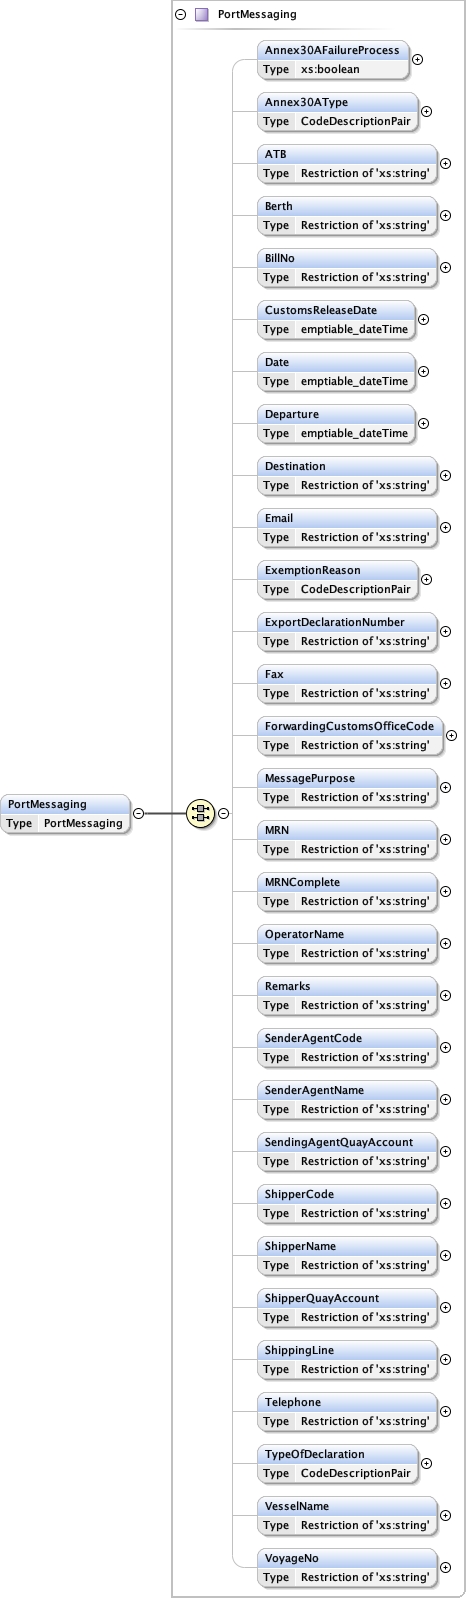 PortMessaging
Annex30AFailureProcess
Type xs:boolean
Annex30AType
Type CodeDescriptionPair
ATB
Type Restriction of 'xs:string'
Berth
Type Restriction of 'xs:string'
BillNo
Type Restriction of 'xs:string'
CustomsReleaseDate
Type emptiable_dateTime
Date
Type emptiable_dateTime
Departure
Type emptiable_dateTime
Destination
Type Restriction of 'xs:string'
Email
Type Restriction of 'xs:string'
ExemptionReason
Type CodeDescriptionPair
ExportDeclarationNumber
Type Restriction of 'xs:string'
Fax
Type Restriction of 'xs:string'
ForwardingCustomsOfficeCode
Type Restriction of 'xs:string'
MessagePurpose
Type Restriction of 'xs:string'
PortMessaging
Type PortMessaging
MRN
Type Restriction of 'xs:string'
MRNComplete
Type Restriction of 'xs:string'
OperatorName
Type Restriction of 'xs:string'
Remarks
Type Restriction of 'xs:string'
SenderAgentCode
Type Restriction of 'xs:string'
SenderAgentName
Type Restriction of 'xs:string'
SendingAgentQuayAccount
Type Restriction of 'xs:string'
ShipperCode
Type Restriction of 'xs:string'
ShipperName
Type Restriction of 'xs:string'
ShipperQuayAccount
Type Restriction of 'xs:string'
ShippingLine
Type Restriction of 'xs:string'
Telephone
Type Restriction of 'xs:string'
TypeOfDeclaration
Type CodeDescriptionPair
VesselName
Type Restriction of 'xs:string'
VoyageNo
Type Restriction of 'xs:string'